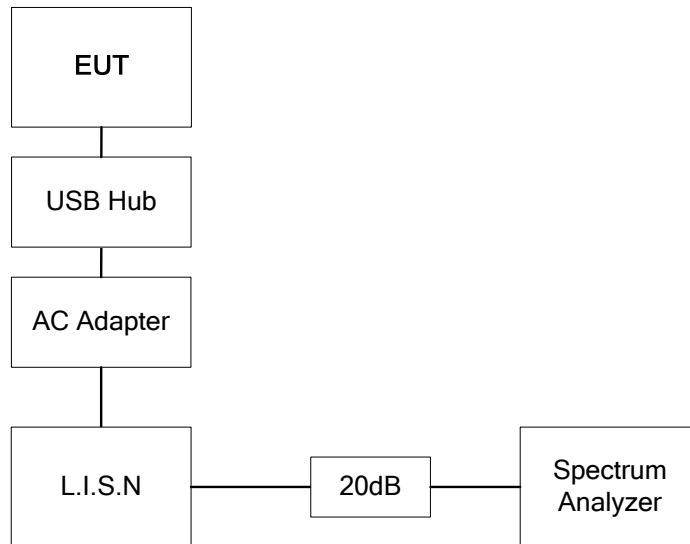 EUT
USB Hub
AC Adapter
L.I.S.N
20dB
Spectrum
Analyzer